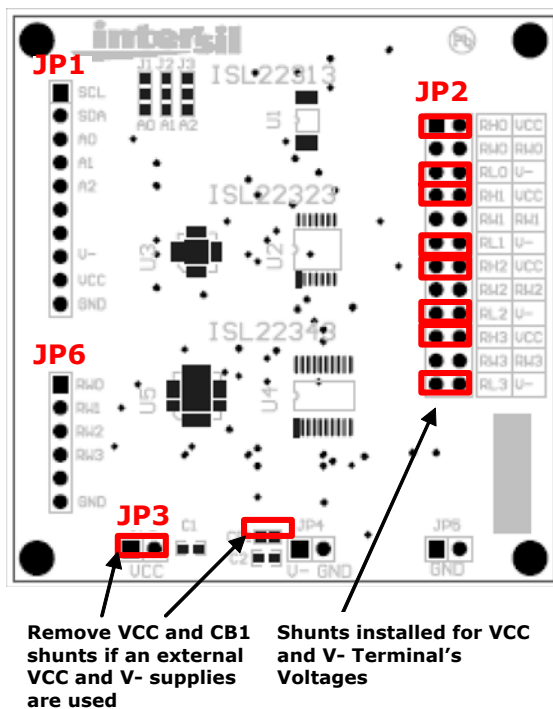 intersil
Pb
JP1
JP2
J1 J2 J3
A0 A1 A2
SCL
SDA
A0
A1
A2
V-
VCC
GND
ISL22313
U1
ISL22323
U3
U2
ISL22343
U5
U4
RH0 VCC
RW0 RW0
RL0 V-
RH1 VCC
RW1 RW1
RL1 V-
RH2 VCC
RW2 RW2
RL2 V-
RH3 VCC
RW3 RW3
RL3 V-
JP6
RW0
RW1
RW2
RW3
GND
JP3
C1
VCC
C2
JP4
V- GND
JP5
GND
Remove VCC and CB1
shunts if an external
VCC and V- supplies
are used
Shunts installed for VCC
and V- Terminal's
Voltages